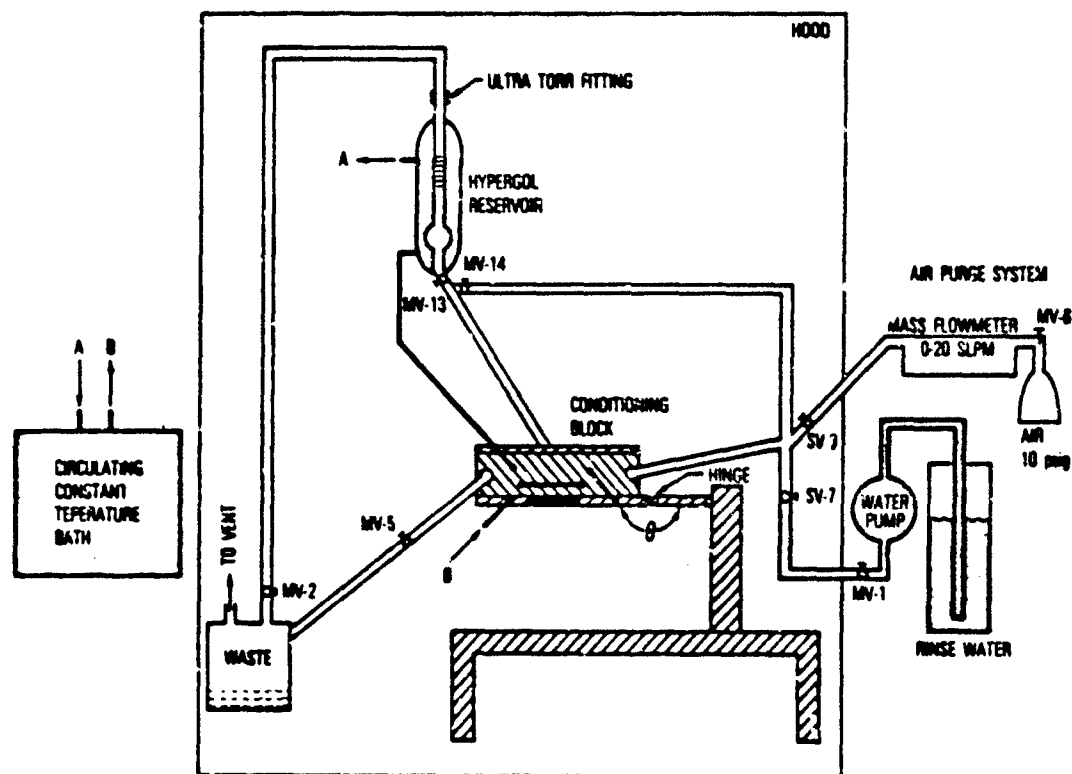 HOOD
ULTRA TORR FITTING
A
HYPERGOL
RESERVOIR
MV-14
MV-13
AIR PURGE SYSTEM
MV-6
MASS FLOWMETER
0-20 SLPM
A B
CONDITIONING
BLOCK
SV-3
AIR
10 psig
CIRCULATING
CONSTANT
TEPERATURE
BATH
HINGE
SV-7
WATER
PUMP
MV-5
θ
B
TO VENT
MV-2
MV-1
WASTE
RINSE WATER